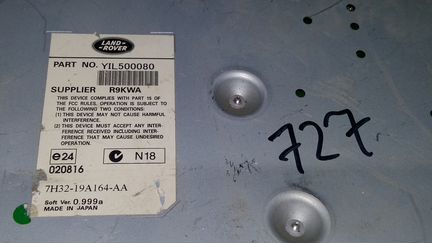 LAND-
ROVER
PART NO. YIL500080
SUPPLIER R9KWA
THIS DEVICE COMPLIES WITH PART 15 OF
THE FCC RULES, OPERATION IS SUBJECT TO
THE FOLLOWING TWO CONDITIONS:
(1) THIS DEVICE MAY NOT CAUSE HARMFUL
INTERFERENCE.
(2) THIS DEVICE MUST ACCEPT ANY INTER-
FERENCE RECEIVED INCLUDING INTER-
FERENCE THAT MAY CAUSE UNDESIRED
OPERATION.
e24 N18
020816
7H32-19A164-AA
Soft Ver. 0.999a
MADE IN JAPAN
727